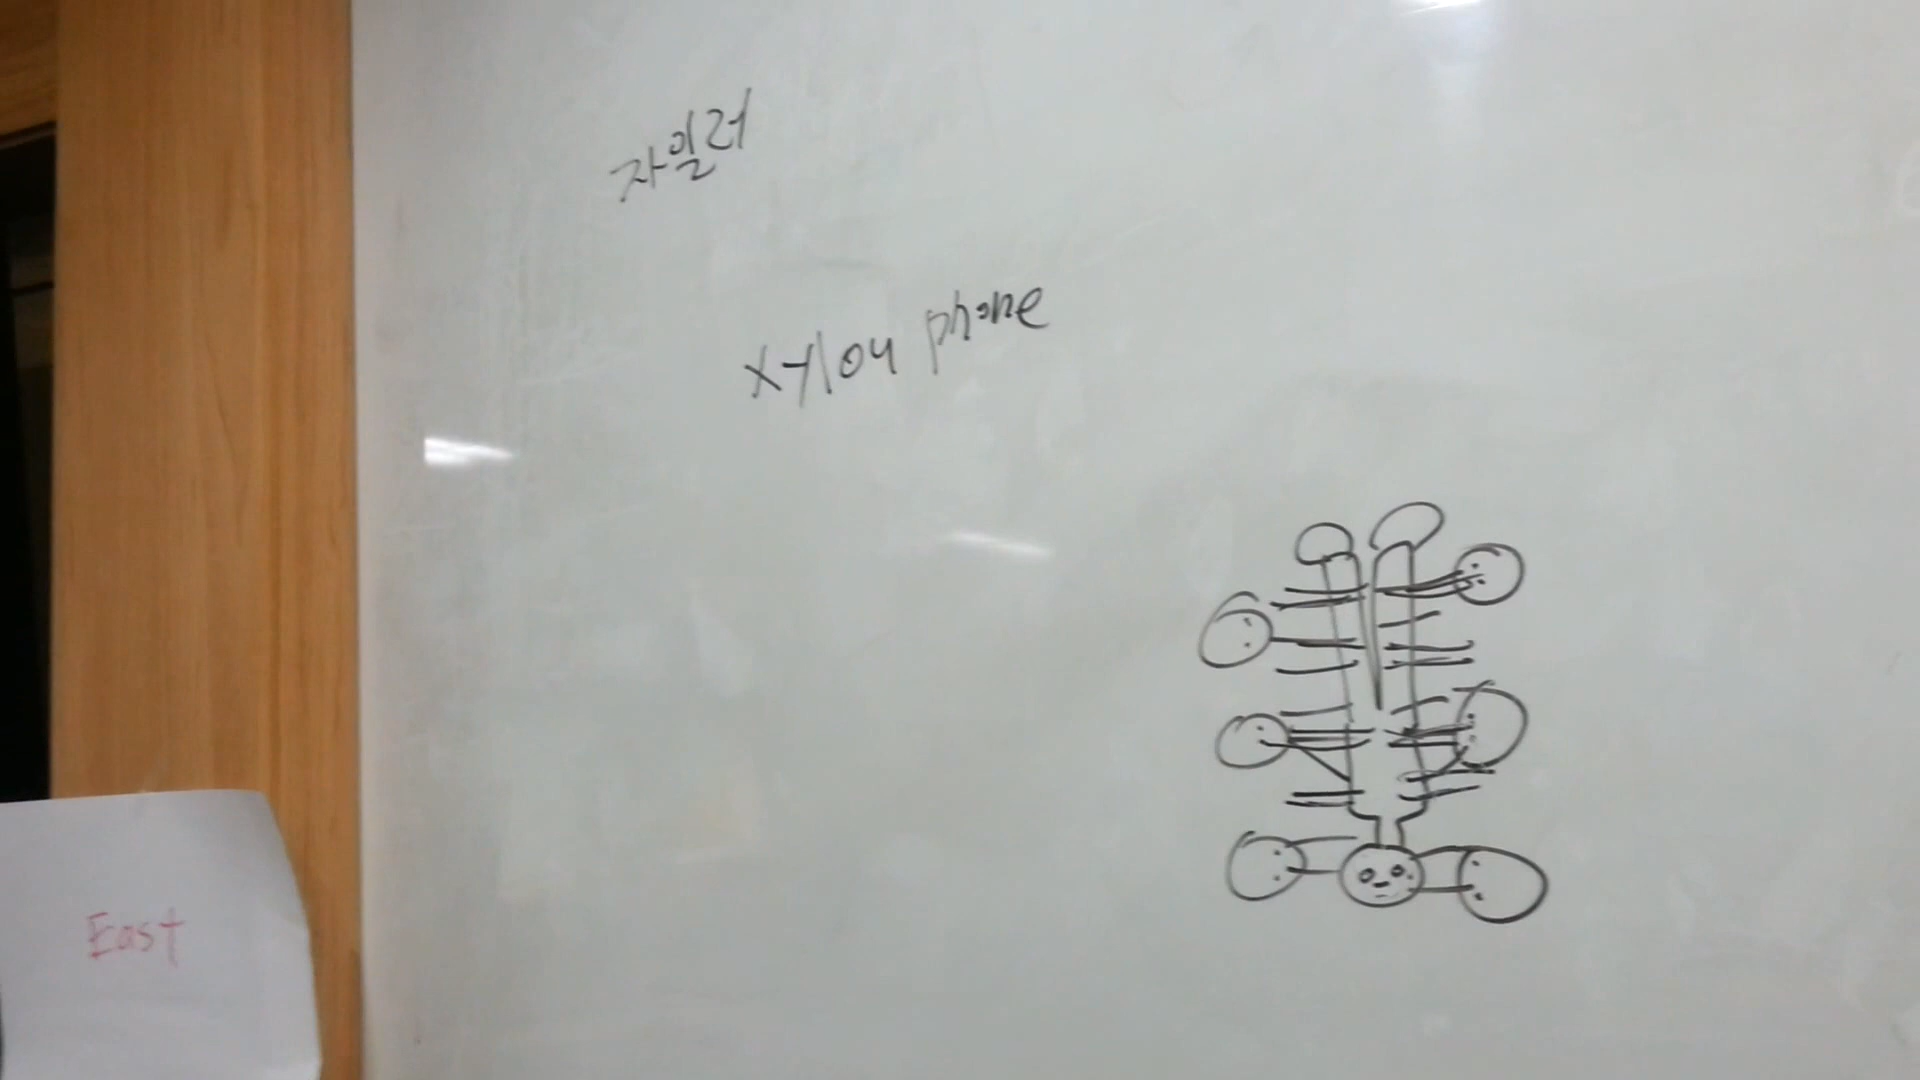 자일러
xylou phone
East